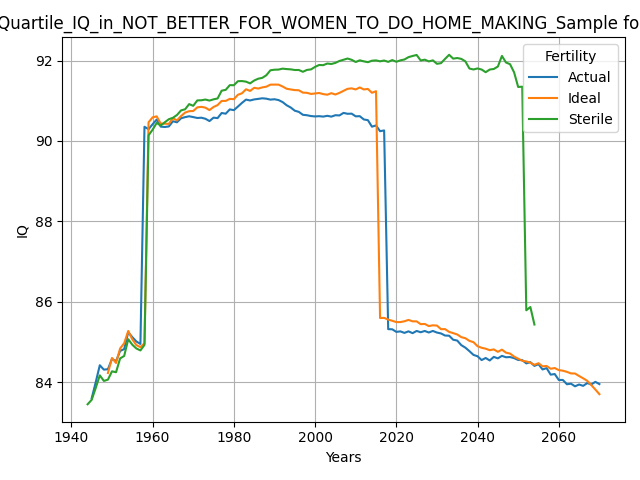 Quartile_IQ_in_NOT_BETTER_FOR_WOMEN_TO_DO_HOME_MAKING_Sample fo
Fertility
Actual
Ideal
Sterile
92
90
88
86
84
IQ
1940 1960 1980 2000 2020 2040 2060
Years